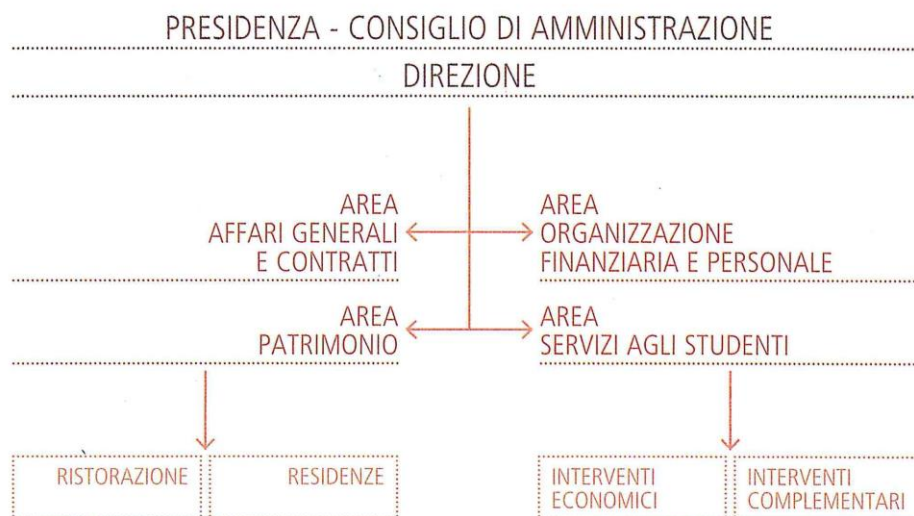 PRESIDENZA - CONSIGLIO DI AMMINISTRAZIONE
DIREZIONE
AREA
AFFARI GENERALI
E CONTRATTI
AREA
ORGANIZZAZIONE
FINANZIARIA E PERSONALE
AREA
PATRIMONIO
AREA
SERVIZI AGLI STUDENTI
RISTORAZIONE
RESIDENZE
INTERVENTI
ECONOMICI
INTERVENTI
COMPLEMENTARI